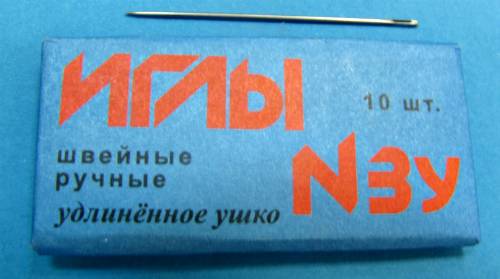 ИГЛЫ
10 шт.
швейные
ручные
N3у
удлинённое ушко